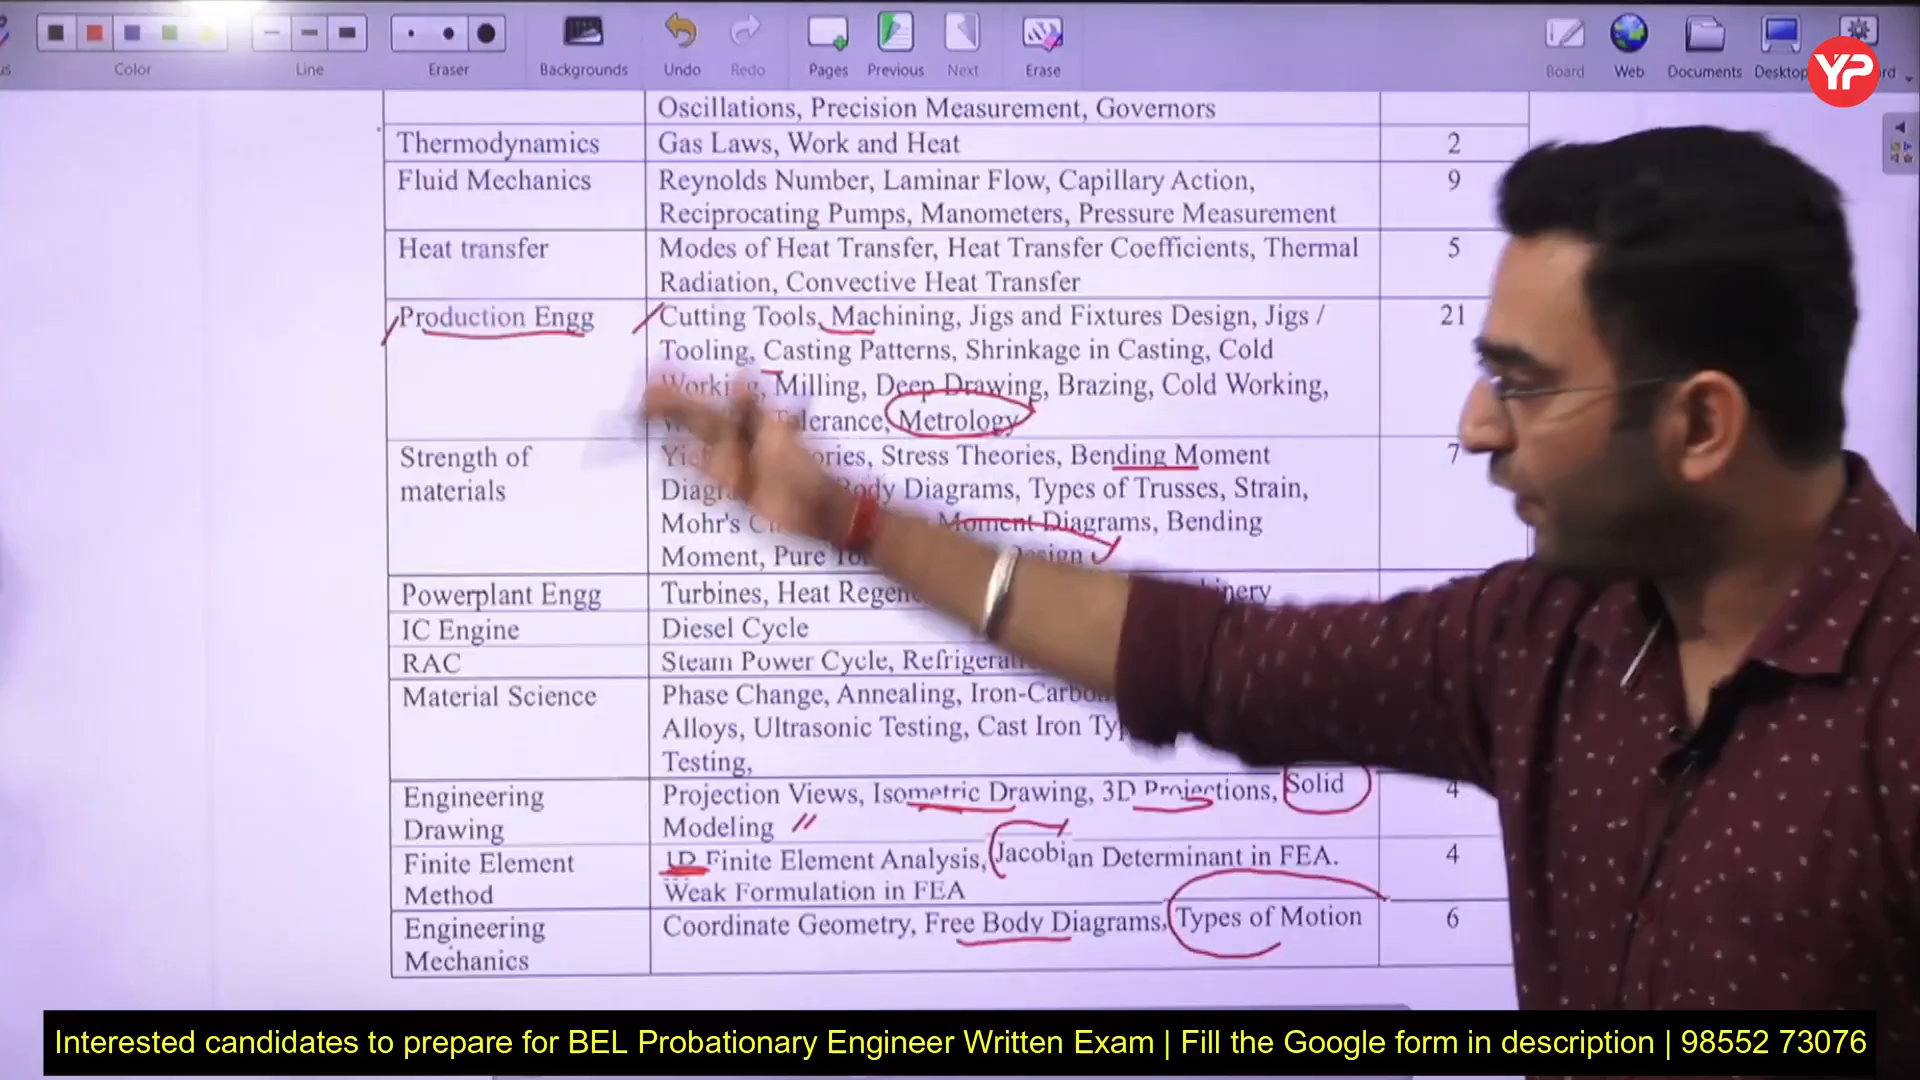 Color
Line
Eraser
Backgrounds
Undo
Redo
Pages
Previous
Next
Erase
Board
Web
Documents
Desktop
YP
Oscillations, Precision Measurement, Governors
Thermodynamics Gas Laws, Work and Heat 2
Fluid Mechanics Reynolds Number, Laminar Flow, Capillary Action, 9
Reciprocating Pumps, Manometers, Pressure Measurement
Heat transfer Modes of Heat Transfer, Heat Transfer Coefficients, Thermal 5
Radiation, Convective Heat Transfer
Production Engg Cutting Tools, Machining, Jigs and Fixtures Design, Jigs / 21
Tooling, Casting Patterns, Shrinkage in Casting, Cold
Working, Milling, Deep Drawing, Brazing, Cold Working,
Metrology
Strength of Stress Theories, Bending Moment 7
materials Body Diagrams, Types of Trusses, Strain,
Mohr's Moment Diagrams, Bending
Moment, Pure
Powerplant Engg Turbines, Heat
IC Engine Diesel Cycle
RAC Steam Power Cycle,
Material Science Phase Change, Annealing,
Alloys, Ultrasonic Testing, Cast Iron
Testing,
Engineering Projection Views, Isometric Drawing, 3D Projections, Solid 4
Drawing Modeling
Finite Element 1D Finite Element Analysis, Jacobian Determinant in FEA. 4
Method Weak Formulation in FEA
Engineering Coordinate Geometry, Free Body Diagrams, Types of Motion 6
Mechanics
Interested candidates to prepare for BEL Probationary Engineer Written Exam | Fill the Google form in description | 98552 73076